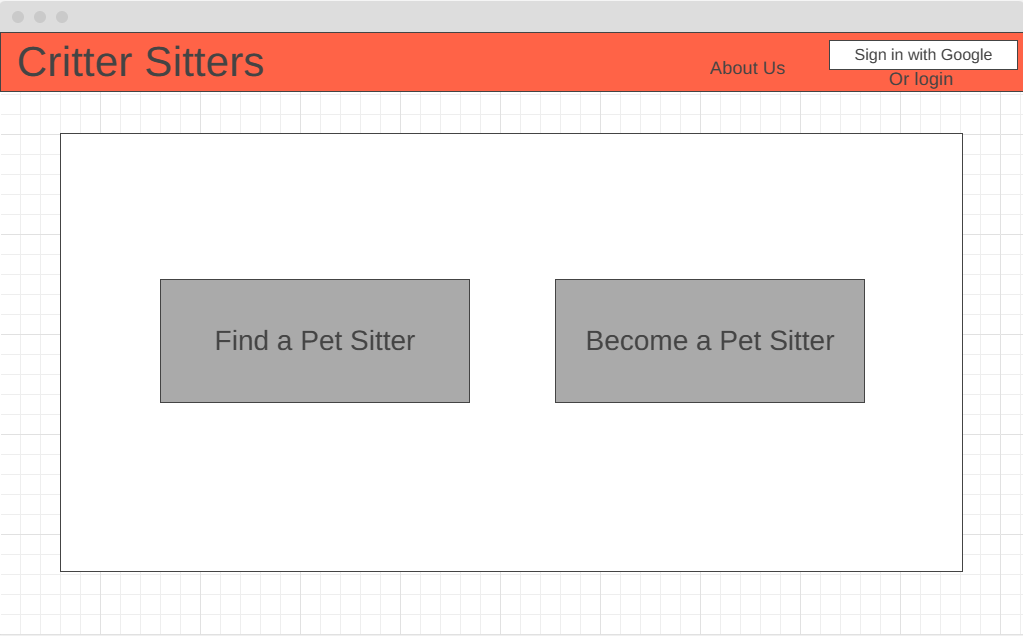 Critter Sitters
About Us
Sign in with Google
Or login
Find a Pet Sitter
Become a Pet Sitter